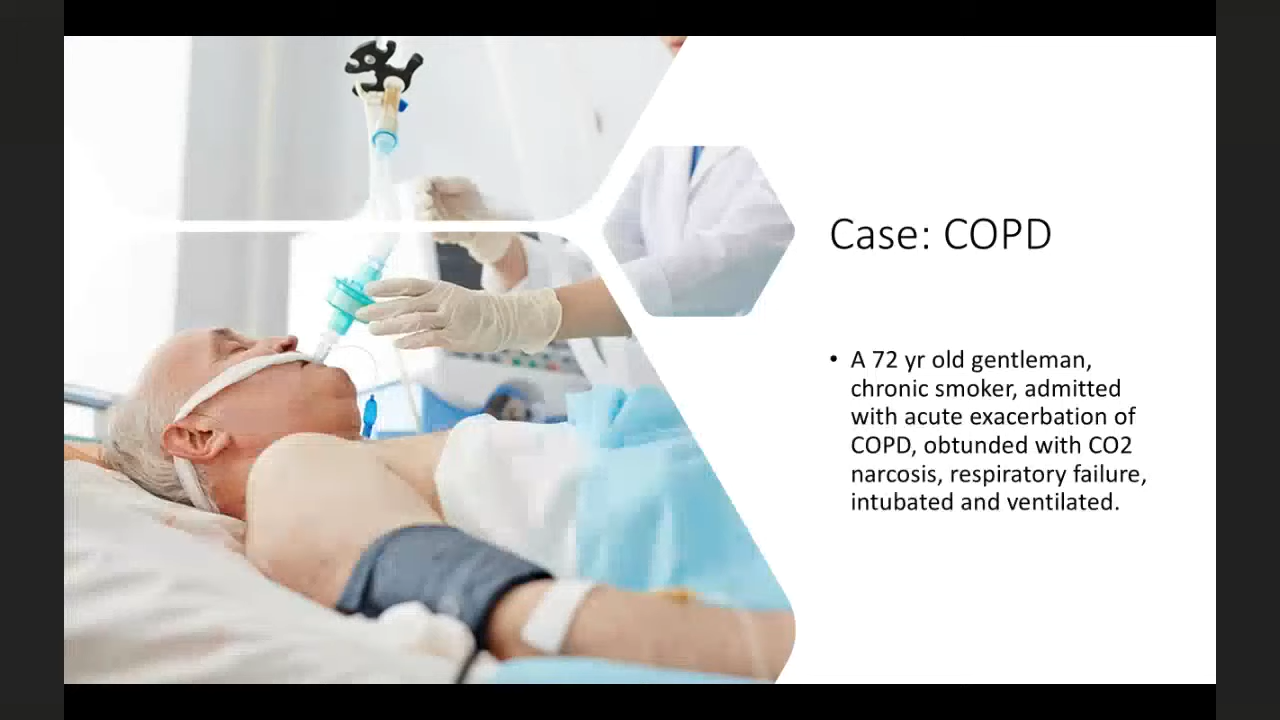 Case: COPD
• A 72 yr old gentleman,
chronic smoker, admitted
with acute exacerbation of
COPD, obtunded with CO2
narcosis, respiratory failure,
intubated and ventilated.